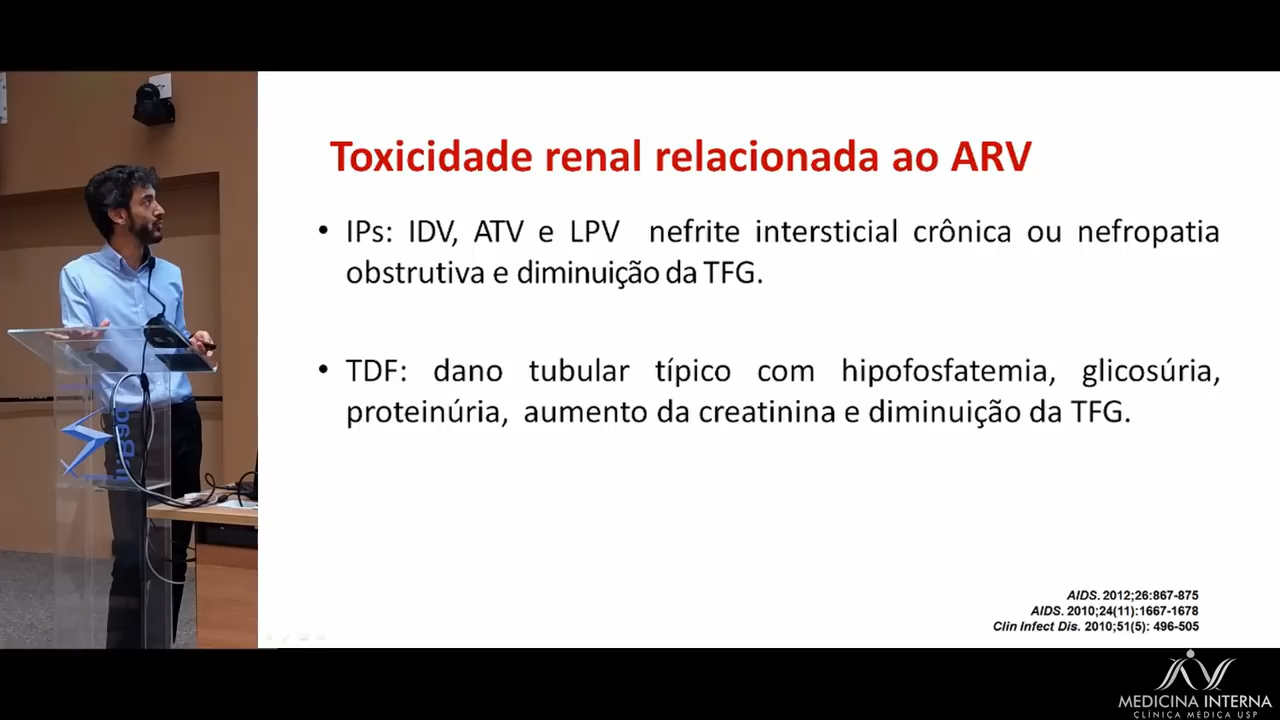 Toxicidade renal relacionada ao ARV
• IPs: IDV, ATV e LPV nefrite intersticial crônica ou nefropatia
obstrutiva e diminuição da TFG.
• TDF: dano tubular típico com hipofosfatemia, glicosúria,
proteinúria, aumento da creatinina e diminuição da TFG.
AIDS. 2012;26:867-875
AIDS. 2010;24(11):1667-1678
Clin Infect Dis. 2010;51(5): 496-505
MEDICINA INTERNA
CLÍNICA MÉDICA USP